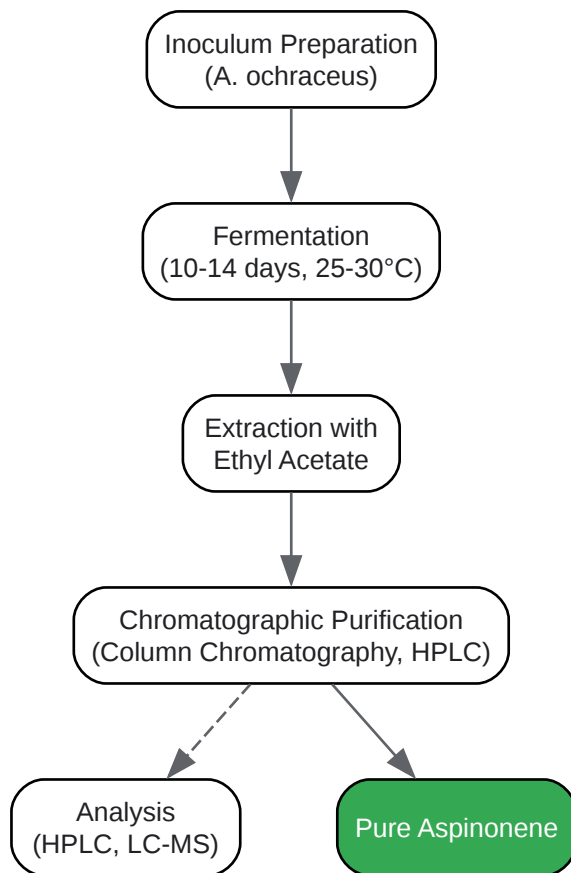 Inoculum Preparation
(A. ochraceus)
Fermentation
(10-14 days, 25-30°C)
Extraction with
Ethyl Acetate
Chromatographic Purification
(Column Chromatography, HPLC)
Analysis
(HPLC, LC-MS)
Pure Aspinonene